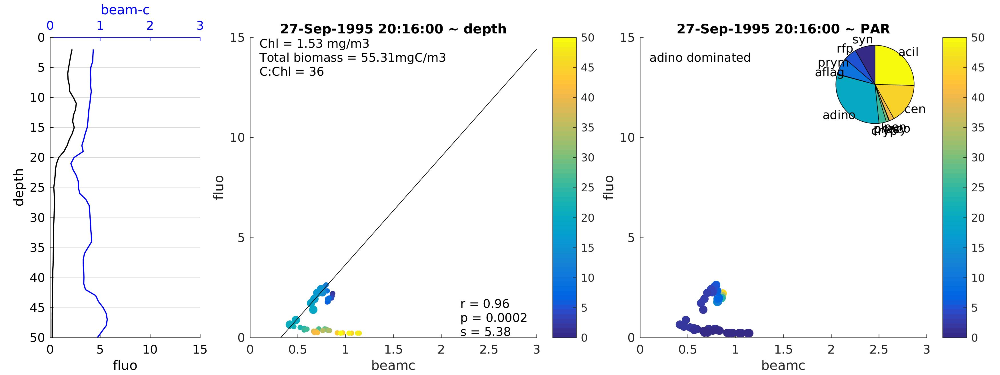 beam-c
0 1 2 3
0
5
10
15
20
25
30
35
40
45
50
depth
0 5 10 15
fluo
27-Sep-1995 20:16:00 ~ depth
Chl = 1.53 mg/m3
Total biomass = 55.31mgC/m3
C:Chl = 36
15
10
5
0
fluo
r = 0.96
p = 0.0002
s = 5.38
0 0.5 1 1.5 2 2.5 3
beamc
50
45
40
35
30
25
20
15
10
5
0
27-Sep-1995 20:16:00 ~ PAR
adino dominated
syn
rfp
prym
aflag
adino
acil
cen
15
10
5
0
fluo
0 0.5 1 1.5 2 2.5 3
beamc
50
45
40
35
30
25
20
15
10
5
0